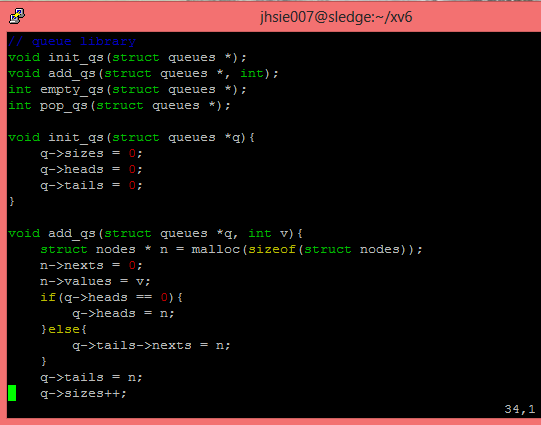 jhsie007@sledge:~/xv6
// queue library
void init_qs(struct queues *);
void add_qs(struct queues *, int);
int empty_qs(struct queues *);
int pop_qs(struct queues *);

void init_qs(struct queues *q){
    q->sizes = 0;
    q->heads = 0;
    q->tails = 0;
}

void add_qs(struct queues *q, int v){
    struct nodes * n = malloc(sizeof(struct nodes));
    n->nexts = 0;
    n->values = v;
    if(q->heads == 0){
        q->heads = n;
    }else{
        q->tails->nexts = n;
    }
    q->tails = n;
    q->sizes++;
34,1